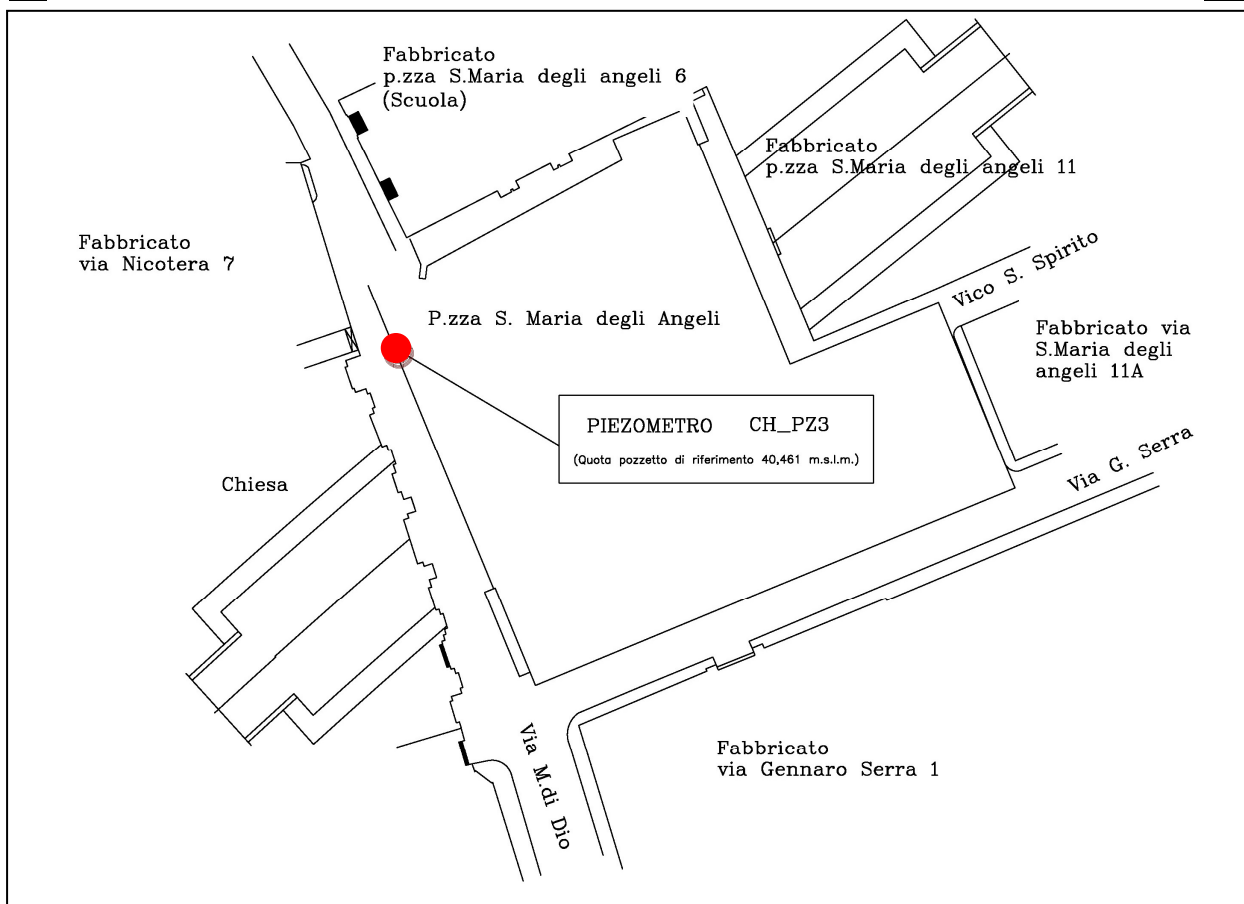 Fabbricato
p.zza S.Maria degli angeli 6
(Scuola)
Fabbricato
p.zza S.Maria degli angeli 11
Fabbricato
via Nicotera 7
Vico S. Spirito
P.zza S. Maria degli Angeli
Fabbricato via
S.Maria degli
angeli 11A
PIEZOMETRO CH_PZ3
(Quota pozzetto di riferimento 40,461 m.s.l.m.)
Via G. Serra
Chiesa
Via M.di Dio
Fabbricato
via Gennaro Serra 1